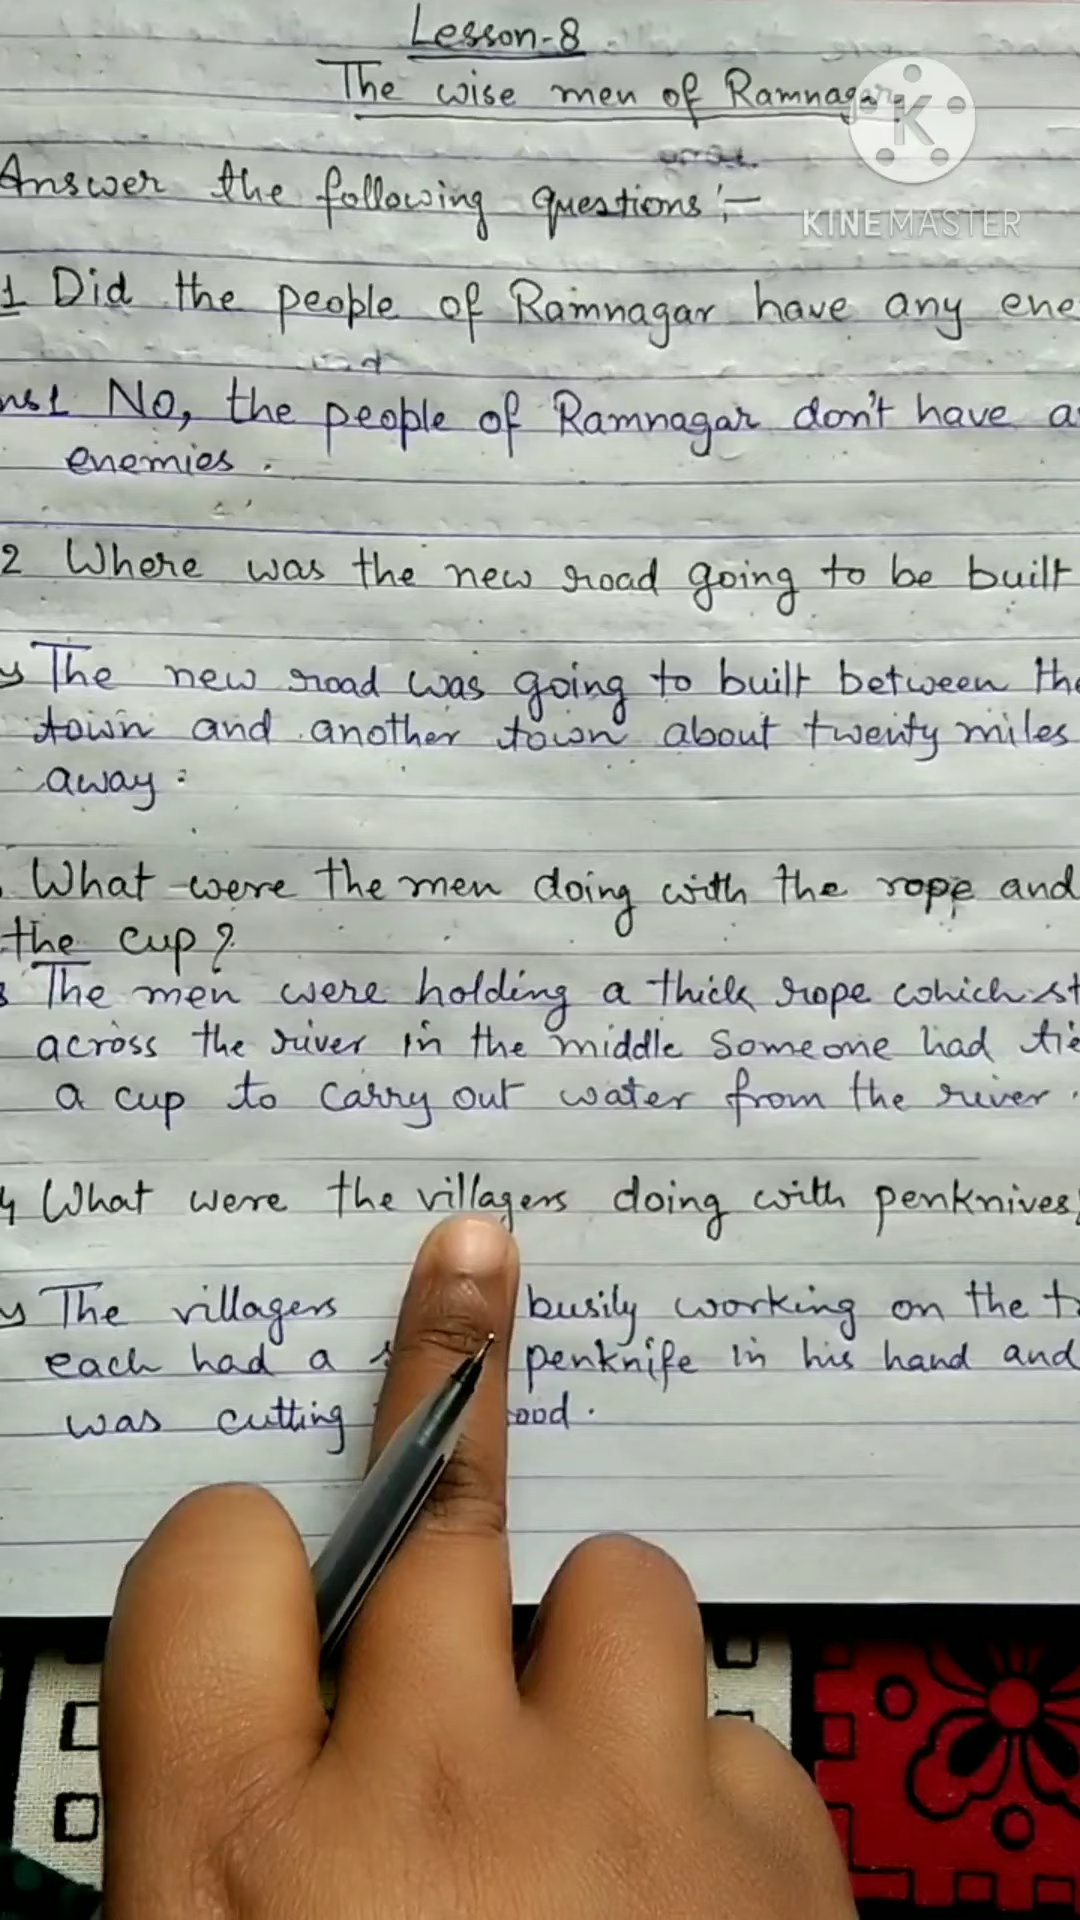 Lesson-8
The wise men of Ramnagar
K
KINEMASTER
Answer the following questions:-
1 Did the people of Ramnagar have any ene
ns1 No, the people of Ramnagar don't have a
enemies.
2 Where was the new road going to be built
The new road was going to built between the
town and another town about twenty miles
away.
What were the men doing with the rope and
the cup?
The men were holding a thick rope which st
across the river in the middle someone had tie
a cup to carry out water from the river.
4 What were the villagers doing with penknives
The villagers busily working on the t
each had a penknife in his hand and
was cutting ood.